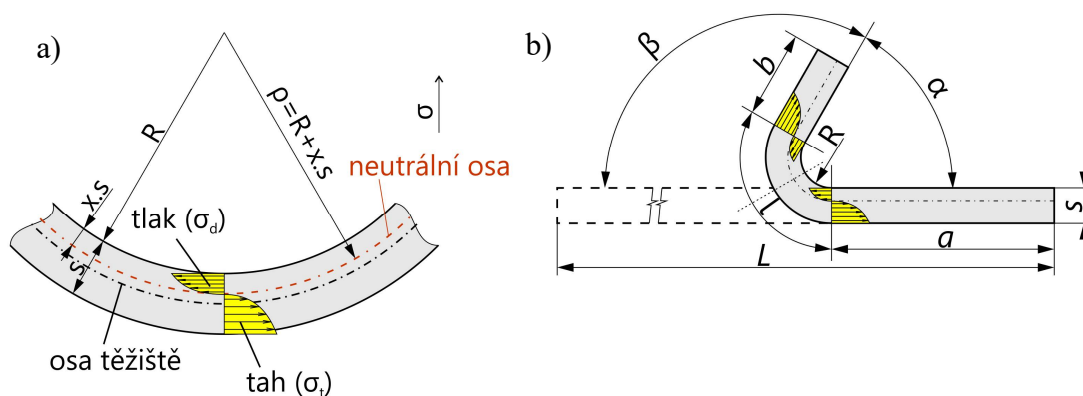 a)
R
ρ=R+x.s
σ
neutrální osa
x.s
tlak (σd)
s
osa těžiště
tah (σt)
b)
β
b
α
R
l
s
a
L